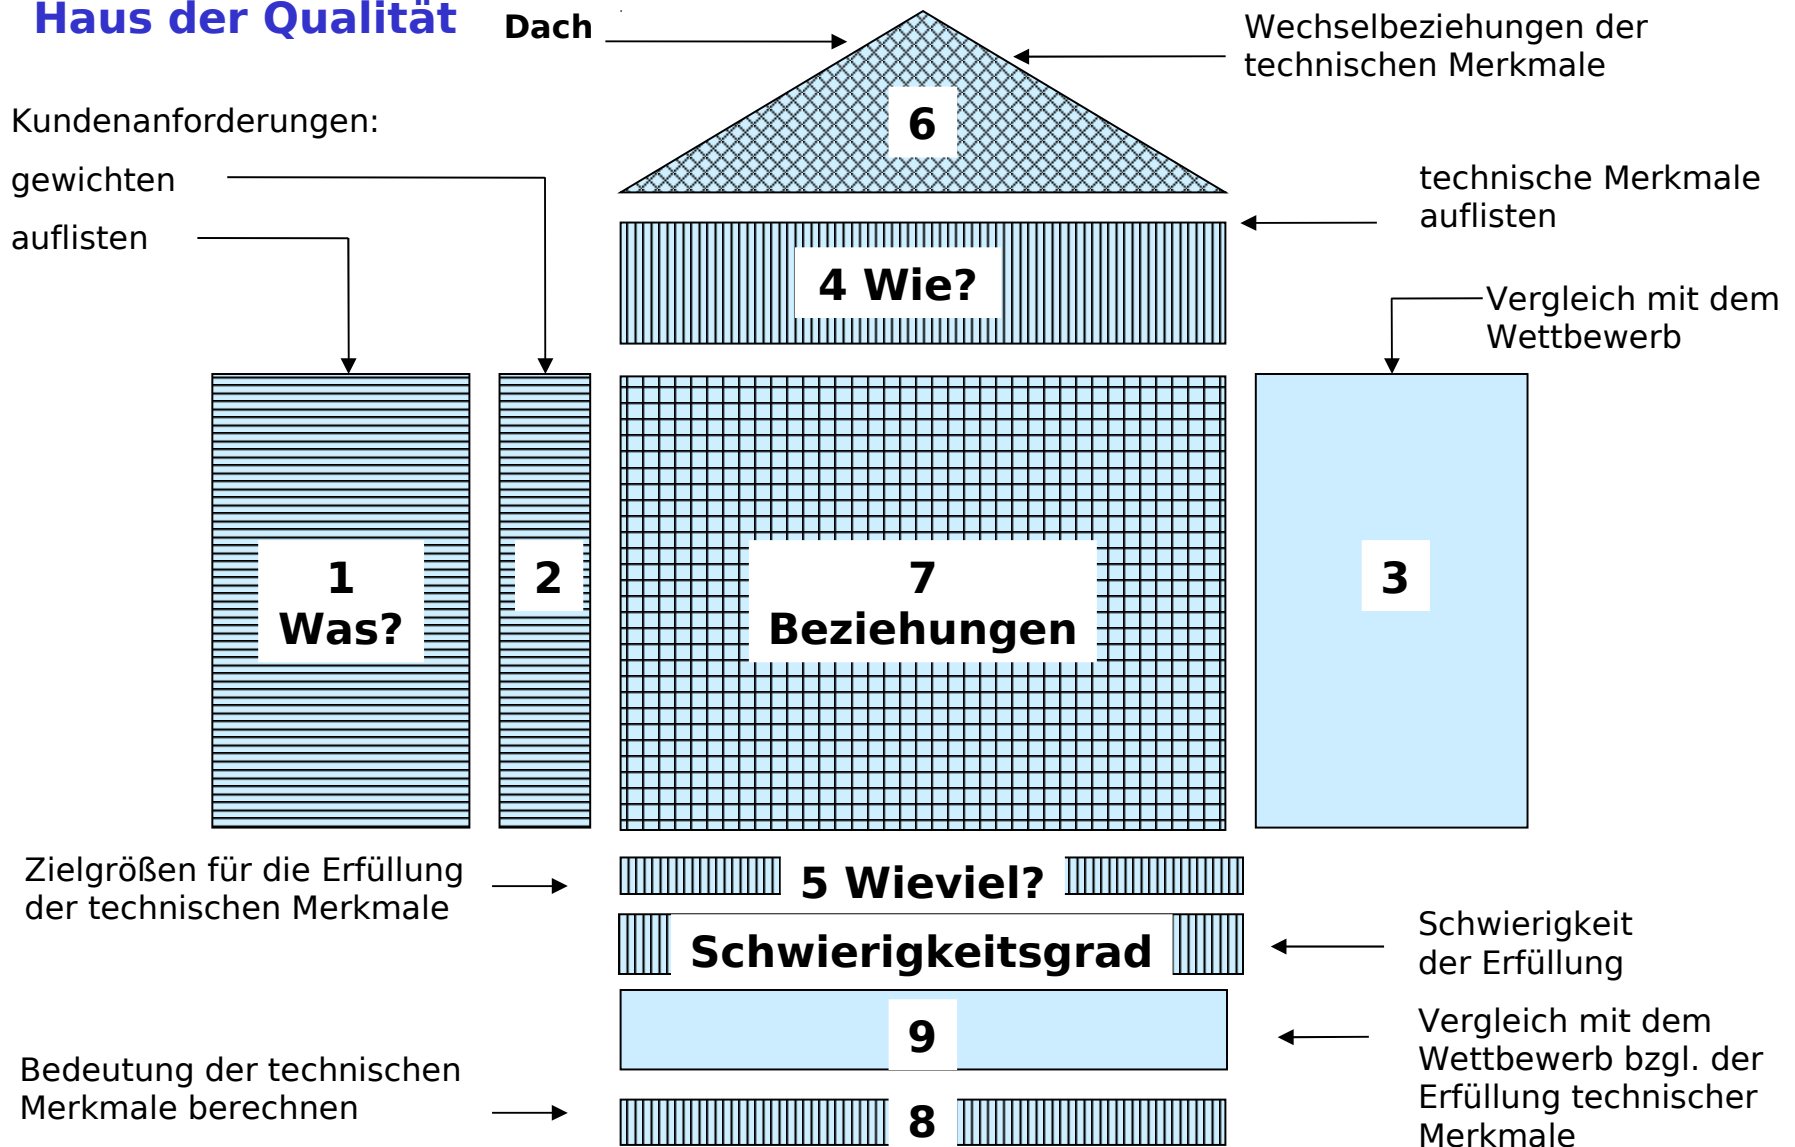 Haus der Qualität
Dach
Wechselbeziehungen der
technischen Merkmale
Kundenanforderungen:
gewichten
auflisten
6
technische Merkmale
auflisten
4 Wie?
Vergleich mit dem
Wettbewerb
1
Was?
2
7
Beziehungen
3
Zielgrößen für die Erfüllung
der technischen Merkmale
5 Wieviel?
Schwierigkeitsgrad
Schwierigkeit
der Erfüllung
9
Vergleich mit dem
Wettbewerb bzgl. der
Erfüllung technischer
Merkmale
Bedeutung der technischen
Merkmale berechnen
8